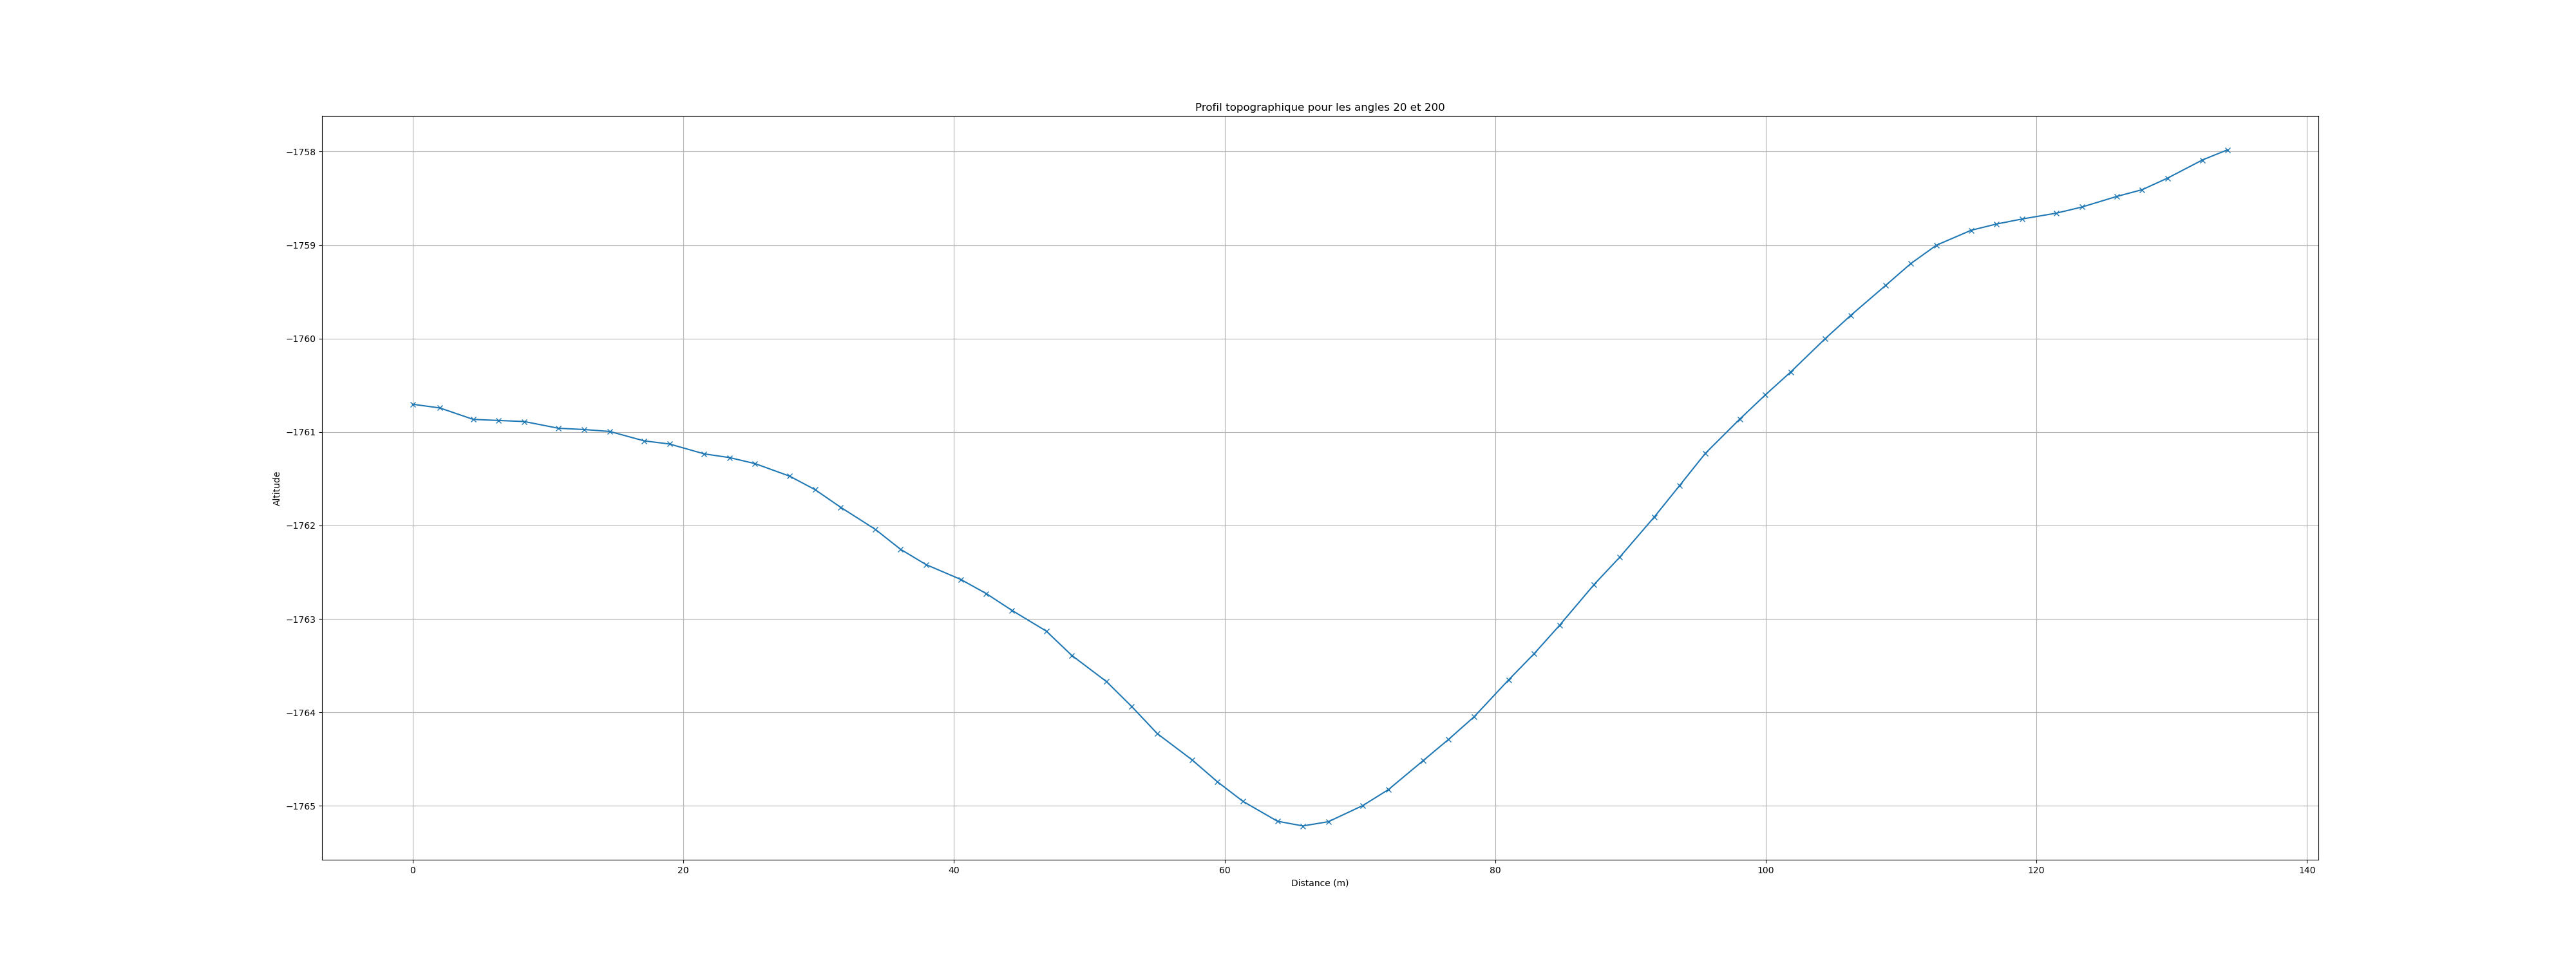 Profil topographique pour les angles 20 et 200
Altitude
−1758
−1759
−1760
−1761
−1762
−1763
−1764
−1765
0 20 40 60 80 100 120 140
Distance (m)